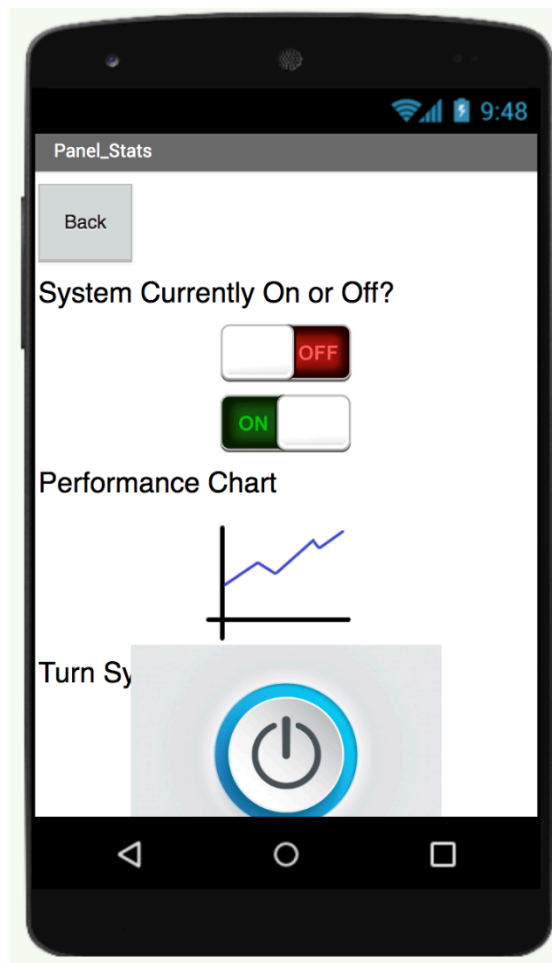 9:48
Panel_Stats
Back
System Currently On or Off?
OFF
ON
Performance Chart
Turn Sy